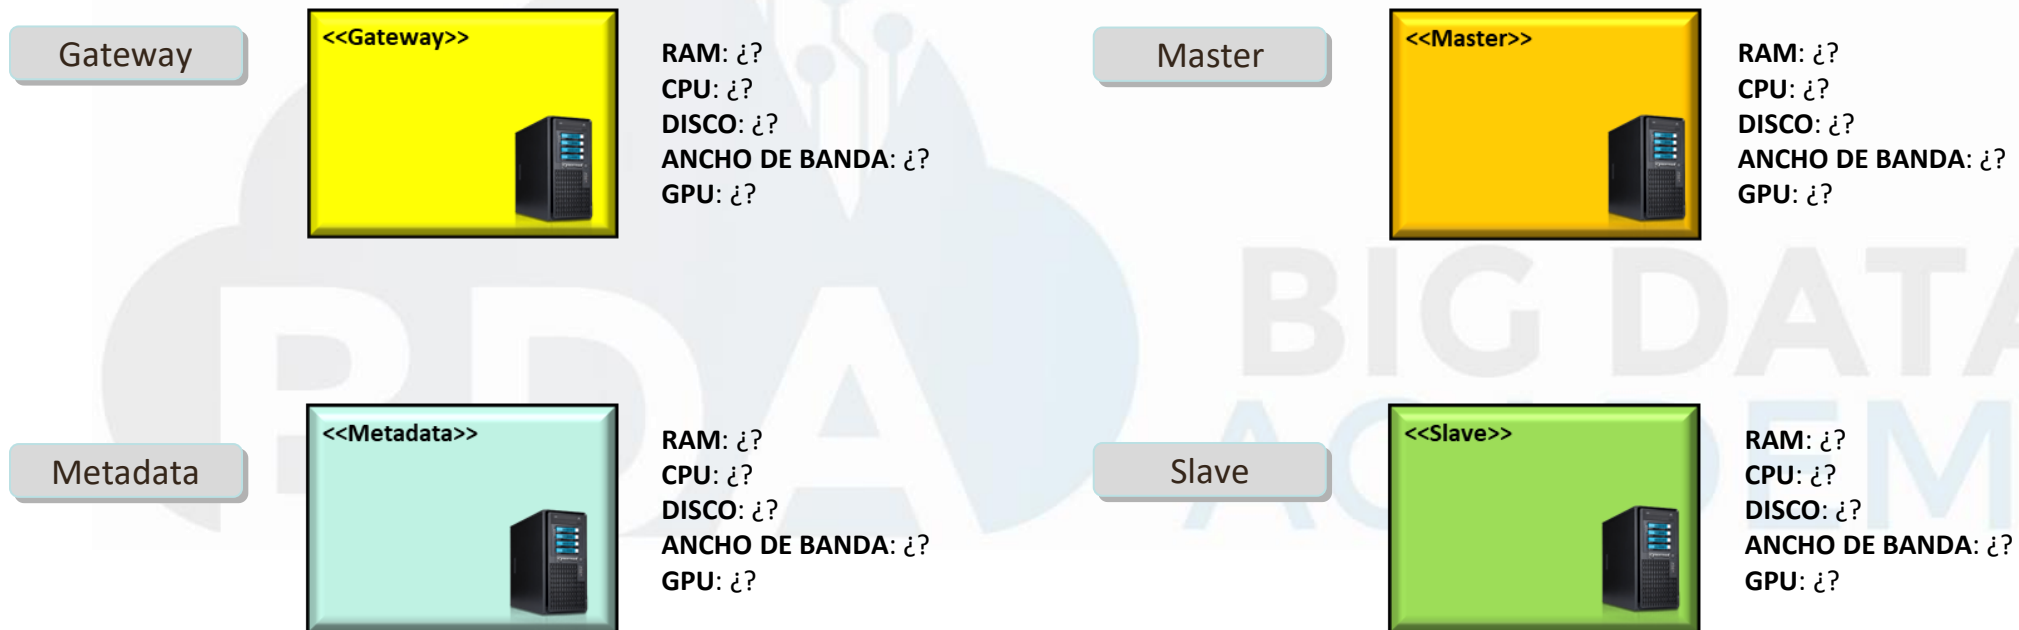 Gateway
<<Gateway>>
RAM: ¿?
CPU: ¿?
DISCO: ¿?
ANCHO DE BANDA: ¿?
GPU: ¿?
Master
<<Master>>
RAM: ¿?
CPU: ¿?
DISCO: ¿?
ANCHO DE BANDA: ¿?
GPU: ¿?
Metadata
<<Metadata>>
RAM: ¿?
CPU: ¿?
DISCO: ¿?
ANCHO DE BANDA: ¿?
GPU: ¿?
Slave
<<Slave>>
RAM: ¿?
CPU: ¿?
DISCO: ¿?
ANCHO DE BANDA: ¿?
GPU: ¿?
BDA
BIG DATA